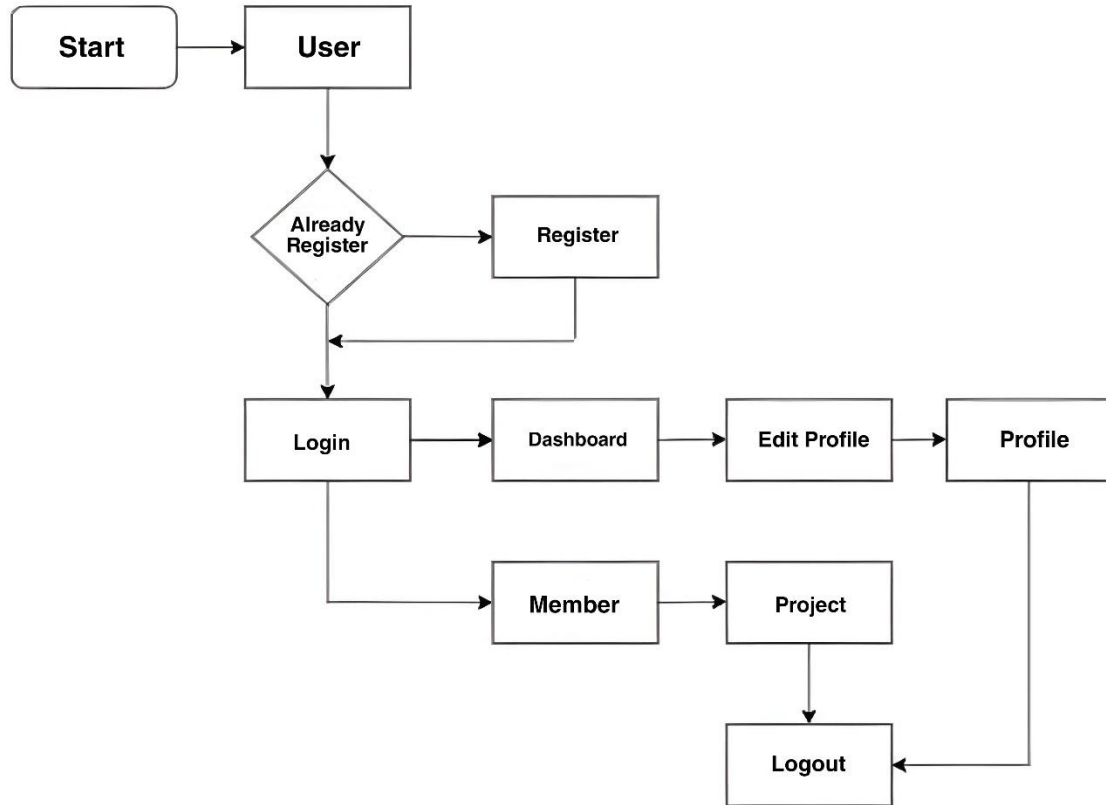 Start
User
Already
Register
Register
Login
Dashboard
Edit Profile
Profile
Member
Project
Logout